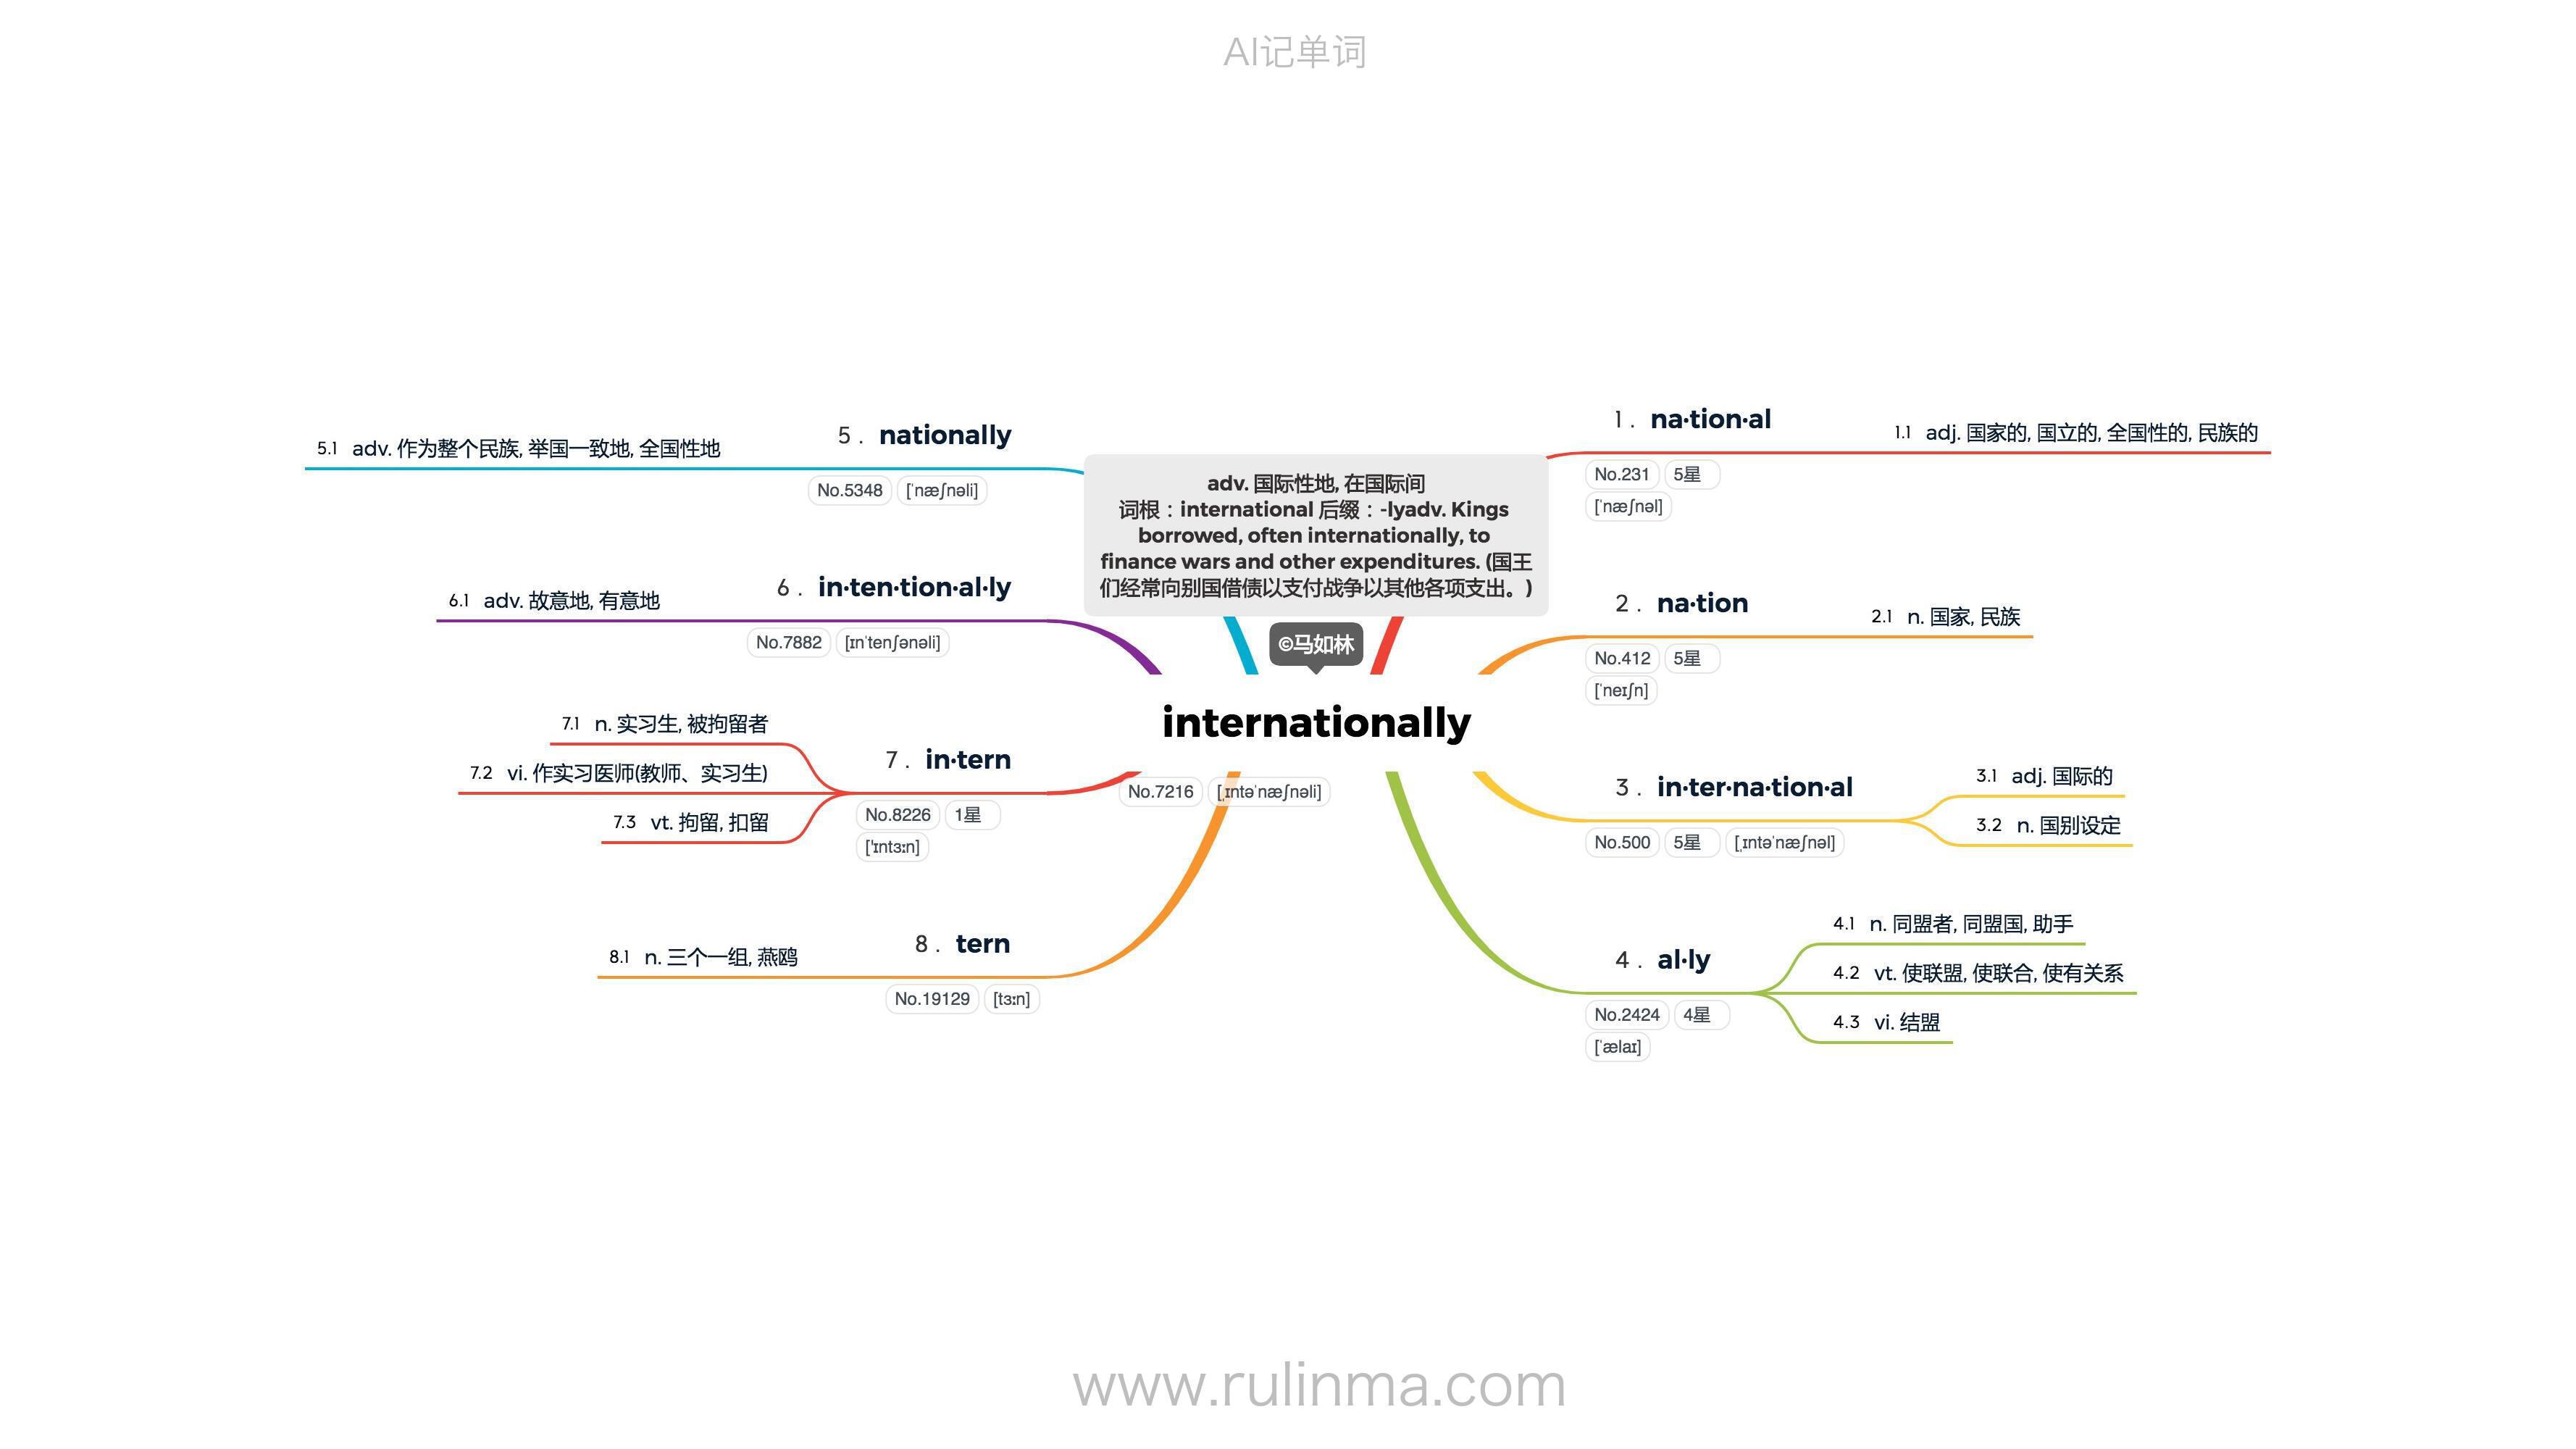 AI记单词
adv. 国际性地, 在国际间
词根：international 后缀：-lyadv. Kings
borrowed, often internationally, to
finance wars and other expenditures. (国王
们经常向别国借债以支付战争以其他各项支出。)
©马如林
internationally
No.7216 [ˌɪntəˈnæʃnəli]
1 . na·tion·al
No.231 5星
[ˈnæʃnəl]
1.1 adj. 国家的, 国立的, 全国性的, 民族的
2 . na·tion
No.412 5星
[ˈneɪʃn]
2.1 n. 国家, 民族
3 . in·ter·na·tion·al
No.500 5星 [ˌɪntəˈnæʃnəl]
3.1 adj. 国际的
3.2 n. 国别设定
4 . al·ly
No.2424 4星
[ˈælaɪ]
4.1 n. 同盟者, 同盟国, 助手
4.2 vt. 使联盟, 使联合, 使有关系
4.3 vi. 结盟
5 . nationally
No.5348 [ˈnæʃnəli]
5.1 adv. 作为整个民族, 举国一致地, 全国性地
6 . in·ten·tion·al·ly
No.7882 [ɪnˈtenʃənəli]
6.1 adv. 故意地, 有意地
7 . in·tern
No.8226 1星
['ɪntɜːn]
7.1 n. 实习生, 被拘留者
7.2 vi. 作实习医师(教师、实习生)
7.3 vt. 拘留, 扣留
8 . tern
No.19129 [tɜːn]
8.1 n. 三个一组, 燕鸥
www.rulinma.com